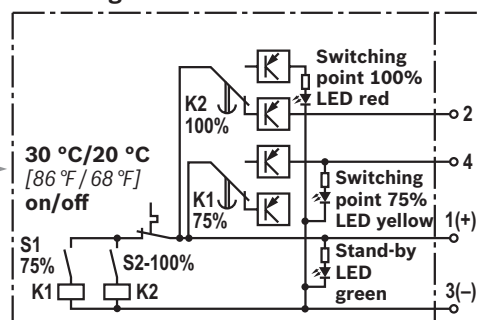 Switching
point 100%
LED red
K2
100%
2
30 °C/20 °C
[86 °F / 68 °F]
on/off
4
Switching
point 75%
LED yellow
K1
75%
1(+)
S1
75%
S2-100%
Stand-by
LED
green
K1
K2
3(–)